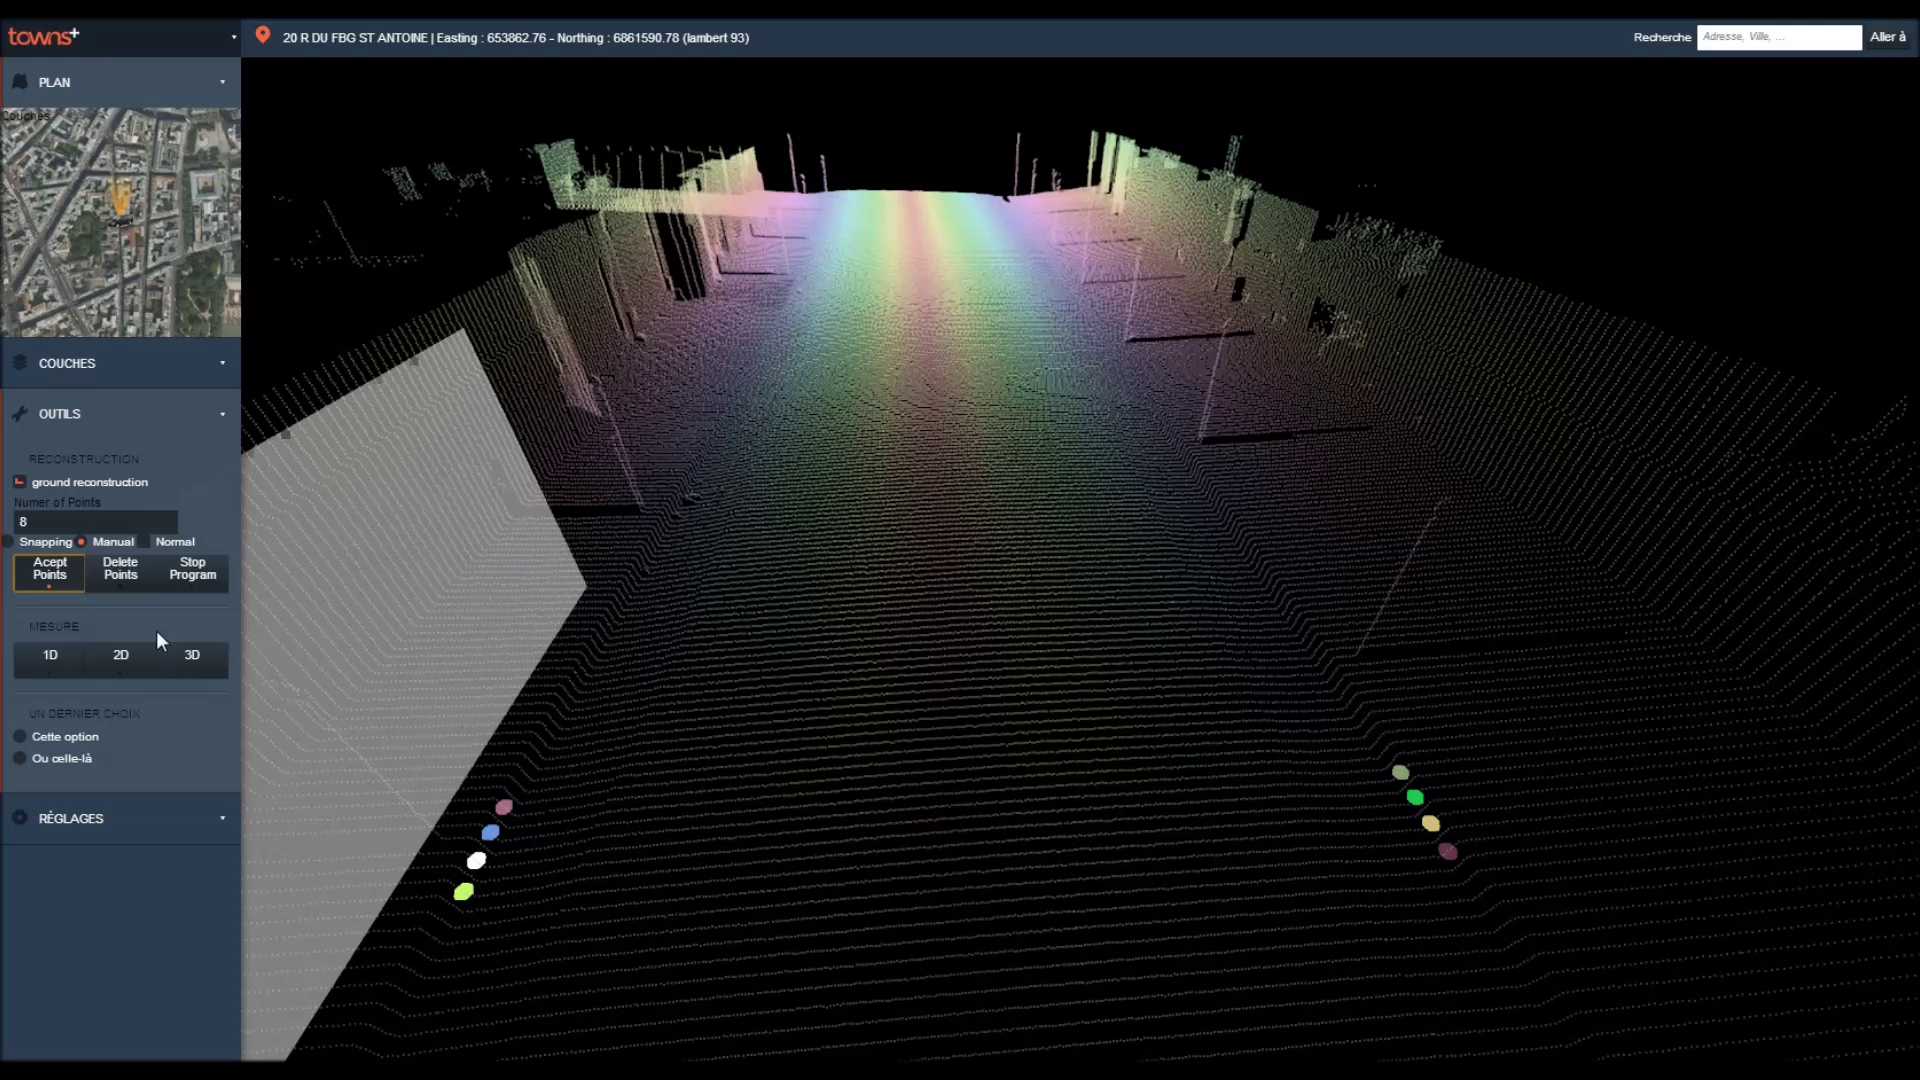 towns+
20 R DU FBG ST ANTOINE | Easting : 653862.76 - Northing : 6861590.78 (lambert 93)
Recherche
Adresse, Ville, ...
Aller à
PLAN
Couches
COUCHES
OUTILS
RECONSTRUCTION
ground reconstruction
Numer of Points
8
Snapping Manual Normal
Acept Points
Delete Points
Stop Program
MESURE
1D 2D 3D
UN DERNIER CHOIX
Cette option
Ou celle-là
RÉGLAGES